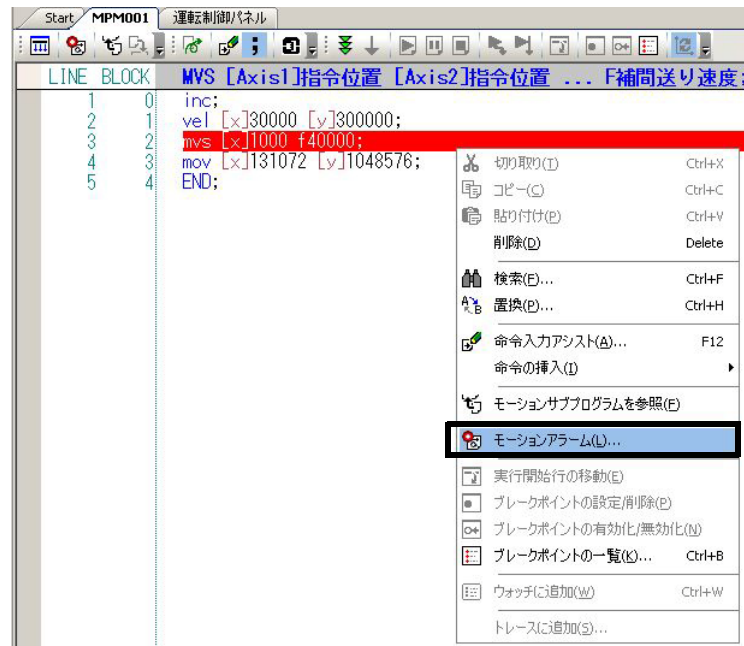 Start MPM001 運転制御パネル
LINE BLOCK MVS [Axis1]指令位置 [Axis2]指令位置 ... F補間送り速度;
1 0 inc;
2 1 vel [x]30000 [y]300000;
3 2 mvs [x]1000 f40000;
4 3 mov [x]131072 [y]1048576;
5 4 END;
切り取り(T) Ctrl+X
コピー(C) Ctrl+C
貼り付け(P) Ctrl+V
削除(D) Delete
検索(F)... Ctrl+F
置換(P)... Ctrl+H
命令入力アシスト(A)... F12
命令の挿入(I)
モーションサブプログラムを参照(F)
モーションアラーム(L)...
実行開始行の移動(E)
ブレークポイントの設定/削除(P)
ブレークポイントの有効化/無効化(N)
ブレークポイントの一覧(K)... Ctrl+B
ウォッチに追加(W) Ctrl+W
トレースに追加(S)...